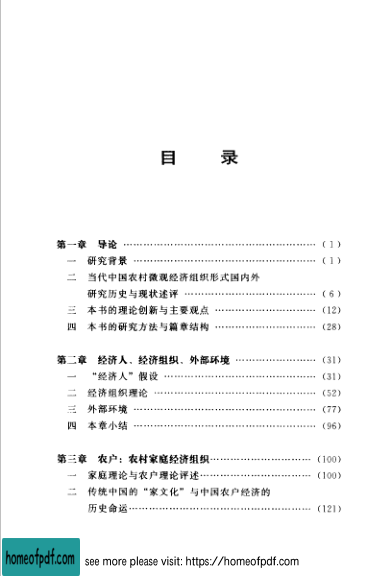 目 录
第一章 导论 ……………………………………………… (1)
一 研究背景 …………………………………………… (1)
二 当代中国农村微观经济组织形式国内外
研究历史与现状述评 ……………………………… (6)
三 本书的理论创新与主要观点 …………………… (12)
四 本书的研究方法与篇章结构 …………………… (28)
第二章 经济人、经济组织、外部环境 ………………… (31)
一 “经济人”假设 …………………………………… (31)
二 经济组织理论 …………………………………… (52)
三 外部环境 ………………………………………… (77)
四 本章小结 ………………………………………… (96)
第三章 农户：农村家庭经济组织……………………… (100)
一 家庭理论与农户理论评述……………………… (100)
二 传统中国的“家文化”与中国农户经济的
历史命运…………………………………………… (121)
homeofpdf.com see more please visit: https://homeofpdf.com